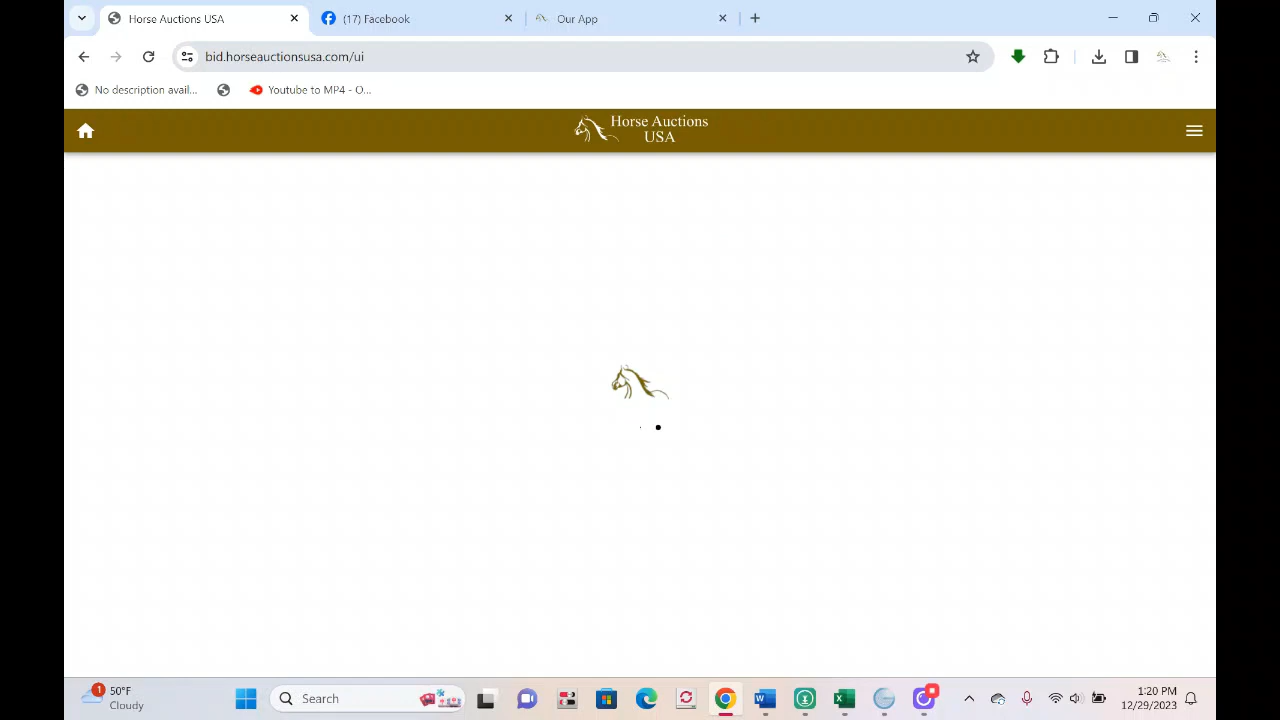 Horse Auctions USA
(17) Facebook
Our App
bid.horseauctionsusa.com/ui
No description avail...
Youtube to MP4 - O...
Horse Auctions
USA
1
50°F
Cloudy
Search
1:20 PM
12/29/2023